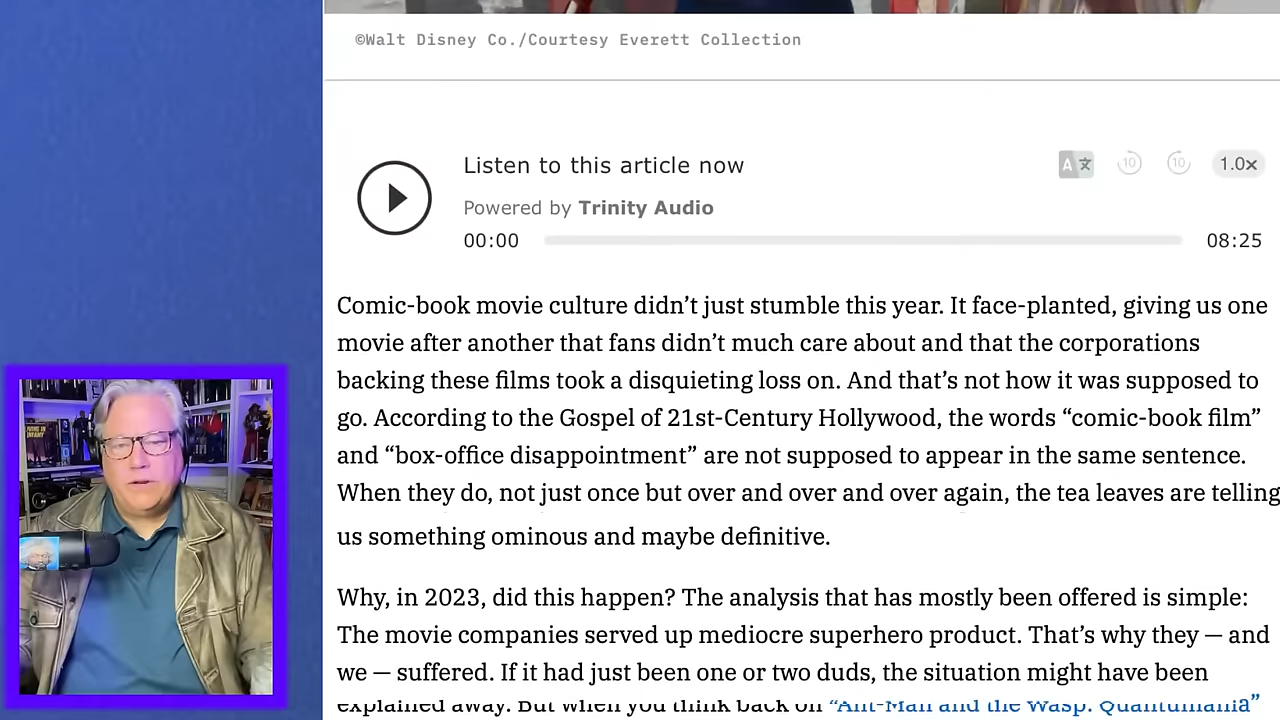 ©Walt Disney Co./Courtesy Everett Collection
Listen to this article now
A 文 10 10 1.0x
Powered by Trinity Audio
00:00 08:25
Comic-book movie culture didn’t just stumble this year. It face-planted, giving us one
movie after another that fans didn’t much care about and that the corporations
backing these films took a disquieting loss on. And that’s not how it was supposed to
go. According to the Gospel of 21st-Century Hollywood, the words “comic-book film”
and “box-office disappointment” are not supposed to appear in the same sentence.
When they do, not just once but over and over and over again, the tea leaves are telling
us something ominous and maybe definitive.
Why, in 2023, did this happen? The analysis that has mostly been offered is simple:
The movie companies served up mediocre superhero product. That’s why they — and
we — suffered. If it had just been one or two duds, the situation might have been
explained away. But when you think back on “Ant-Man and the Wasp: Quantumania”